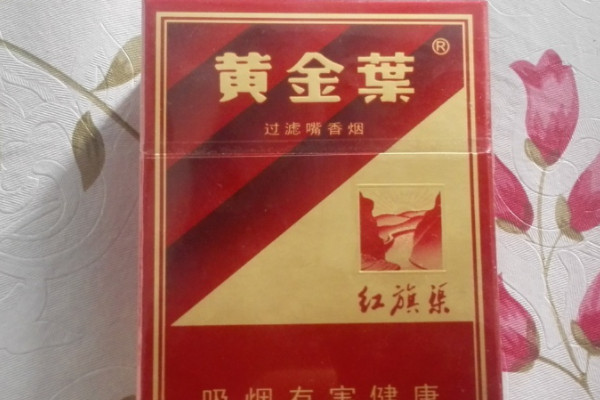 黄金葉®
过滤嘴香烟
红旗渠
吸烟有害健康